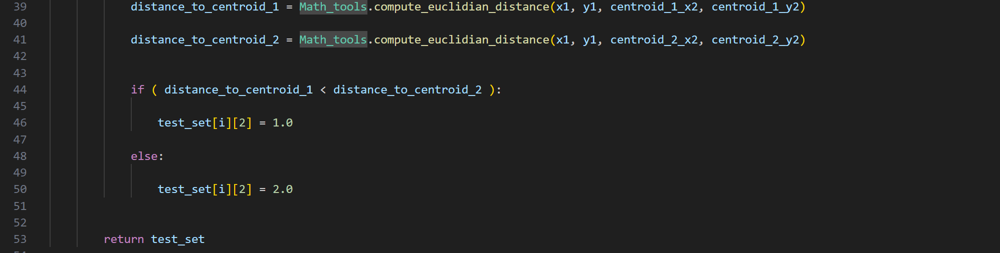 39 distance_to_centroid_1 = Math_tools.compute_euclidian_distance(x1, y1, centroid_1_x2, centroid_1_y2)
40
41 distance_to_centroid_2 = Math_tools.compute_euclidian_distance(x1, y1, centroid_2_x2, centroid_2_y2)
42
43
44 if ( distance_to_centroid_1 < distance_to_centroid_2 ):
45
46 test_set[i][2] = 1.0
47
48 else:
49
50 test_set[i][2] = 2.0
51
52
53 return test_set